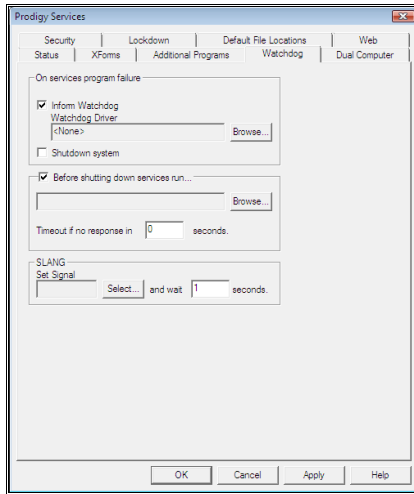 Prodigy Services
Security Lockdown Default File Locations Web
Status XForms Additional Programs Watchdog Dual Computer
On services program failure
Inform Watchdog
Watchdog Driver
<None> Browse...
Shutdown system
Before shutting down services run...
Browse...
Timeout if no response in 0 seconds.
SLANG
Set Signal
Select... and wait 1 seconds.
OK Cancel Apply Help